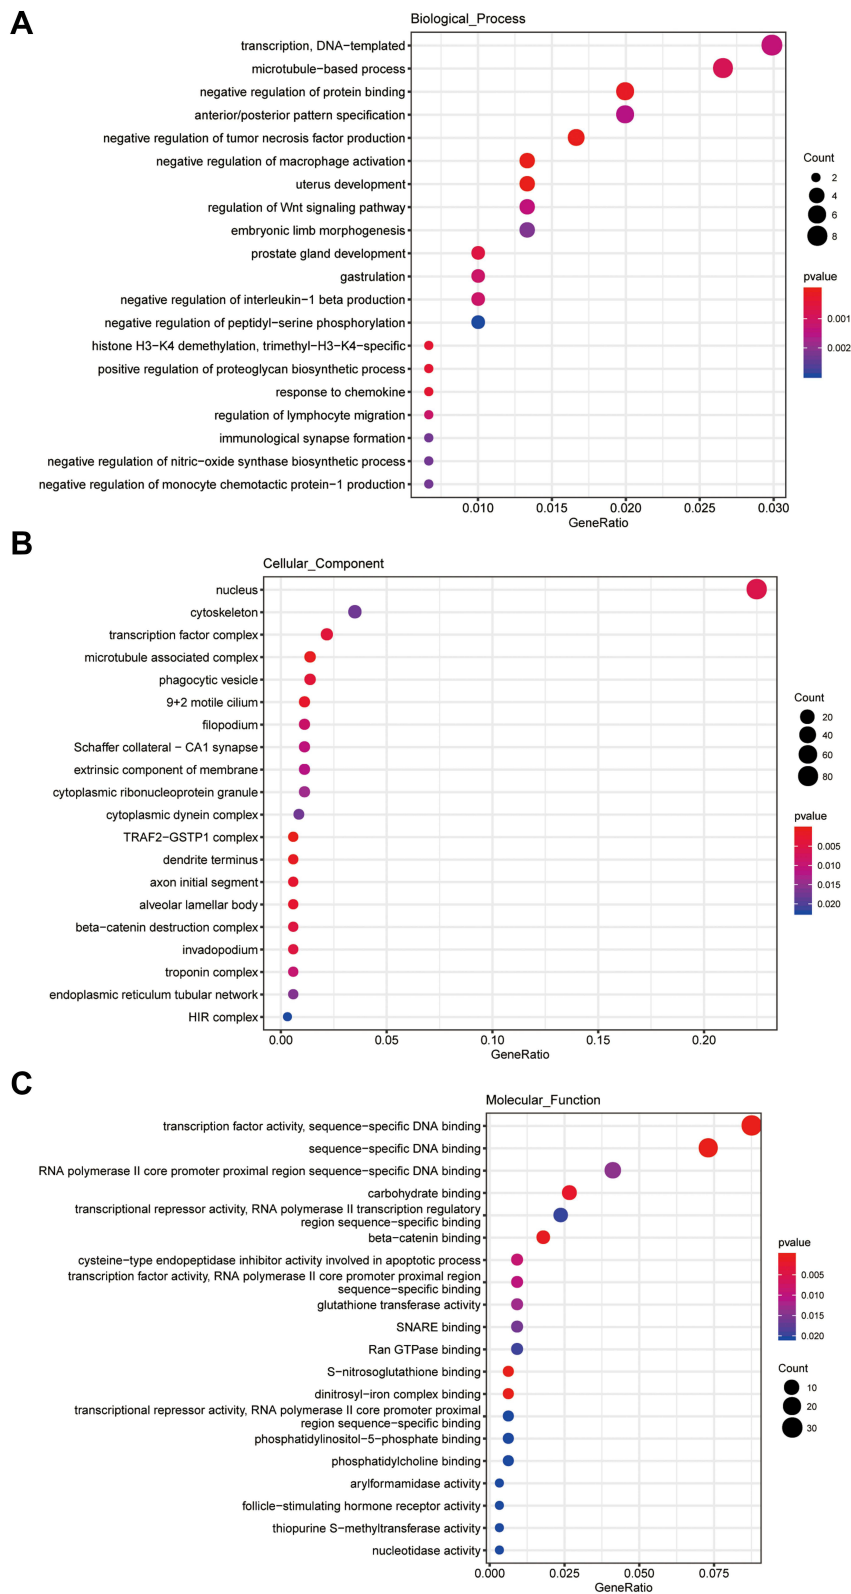 A
Biological_Process
transcription, DNA−templated
microtubule−based process
negative regulation of protein binding
anterior/posterior pattern specification
negative regulation of tumor necrosis factor production
negative regulation of macrophage activation
uterus development
regulation of Wnt signaling pathway
embryonic limb morphogenesis
prostate gland development
gastrulation
negative regulation of interleukin−1 beta production
negative regulation of peptidyl−serine phosphorylation
histone H3−K4 demethylation, trimethyl−H3−K4−specific
positive regulation of proteoglycan biosynthetic process
response to chemokine
regulation of lymphocyte migration
immunological synapse formation
negative regulation of nitric−oxide synthase biosynthetic process
negative regulation of monocyte chemotactic protein−1 production
0.010 0.015 0.020 0.025 0.030
GeneRatio
Count
2
4
6
8
pvalue
0.001
0.002
B
Cellular_Component
nucleus
cytoskeleton
transcription factor complex
microtubule associated complex
phagocytic vesicle
9+2 motile cilium
filopodium
Schaffer collateral − CA1 synapse
extrinsic component of membrane
cytoplasmic ribonucleoprotein granule
cytoplasmic dynein complex
TRAF2−GSTP1 complex
dendrite terminus
axon initial segment
alveolar lamellar body
beta−catenin destruction complex
invadopodium
troponin complex
endoplasmic reticulum tubular network
HIR complex
0.00 0.05 0.10 0.15 0.20
GeneRatio
Count
20
40
60
80
pvalue
0.005
0.010
0.015
0.020
C
Molecular_Function
transcription factor activity, sequence−specific DNA binding
sequence−specific DNA binding
RNA polymerase II core promoter proximal region sequence−specific DNA binding
carbohydrate binding
transcriptional repressor activity, RNA polymerase II transcription regulatory
region sequence−specific binding
beta−catenin binding
cysteine−type endopeptidase inhibitor activity involved in apoptotic process
transcription factor activity, RNA polymerase II core promoter proximal region
sequence−specific binding
glutathione transferase activity
SNARE binding
Ran GTPase binding
S−nitrosoglutathione binding
dinitrosyl−iron complex binding
transcriptional repressor activity, RNA polymerase II core promoter proximal
region sequence−specific binding
phosphatidylinositol−5−phosphate binding
phosphatidylcholine binding
arylformamidase activity
follicle−stimulating hormone receptor activity
thiopurine S−methyltransferase activity
nucleotidase activity
0.000 0.025 0.050 0.075
GeneRatio
pvalue
0.005
0.010
0.015
0.020
Count
10
20
30